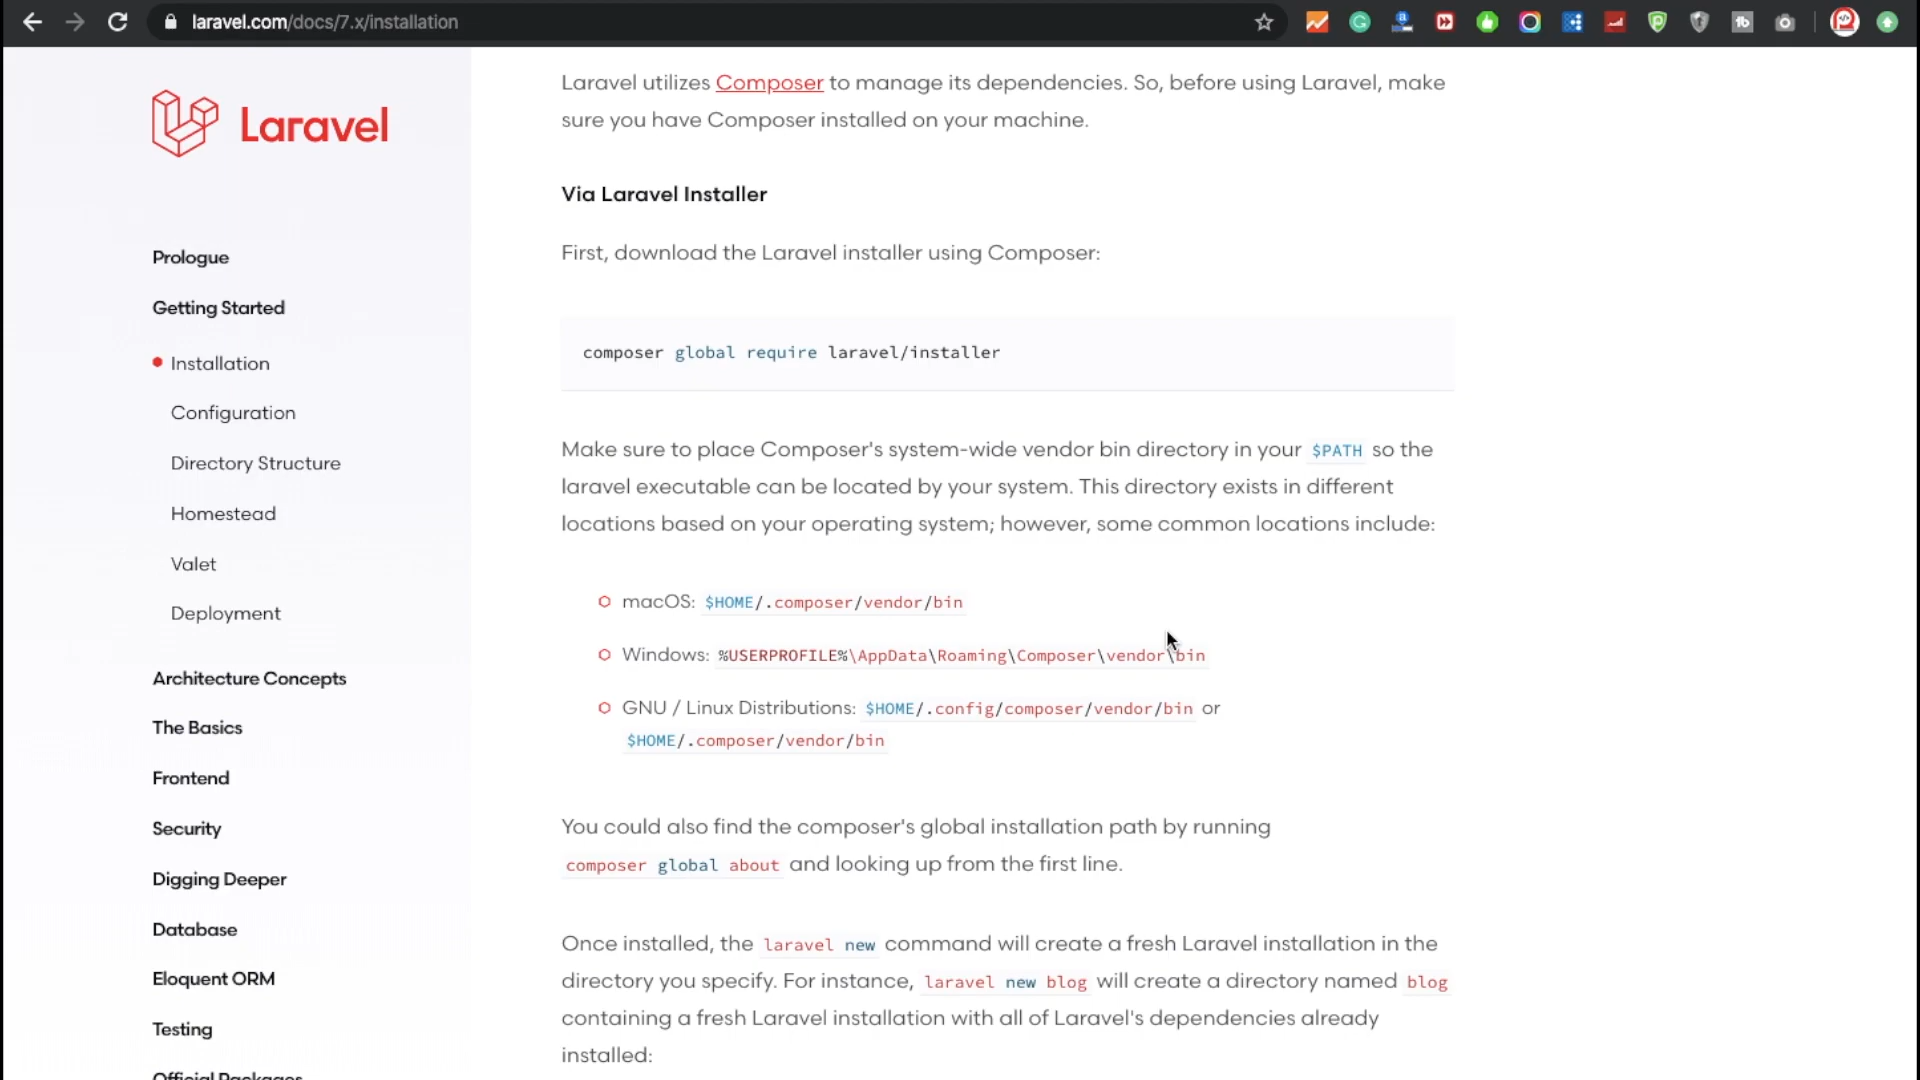 laravel.com/docs/7.x/installation
Laravel
Prologue
Getting Started
Installation
Configuration
Directory Structure
Homestead
Valet
Deployment
Architecture Concepts
The Basics
Frontend
Security
Digging Deeper
Database
Eloquent ORM
Testing
Official Packages
Laravel utilizes Composer to manage its dependencies. So, before using Laravel, make
sure you have Composer installed on your machine.
Via Laravel Installer
First, download the Laravel installer using Composer:
composer global require laravel/installer
Make sure to place Composer's system-wide vendor bin directory in your $PATH so the
laravel executable can be located by your system. This directory exists in different
locations based on your operating system; however, some common locations include:
macOS: $HOME/.composer/vendor/bin
Windows: %USERPROFILE%\AppData\Roaming\Composer\vendor\bin
GNU / Linux Distributions: $HOME/.config/composer/vendor/bin or
$HOME/.composer/vendor/bin
You could also find the composer's global installation path by running
composer global about and looking up from the first line.
Once installed, the laravel new command will create a fresh Laravel installation in the
directory you specify. For instance, laravel new blog will create a directory named blog
containing a fresh Laravel installation with all of Laravel's dependencies already
installed: